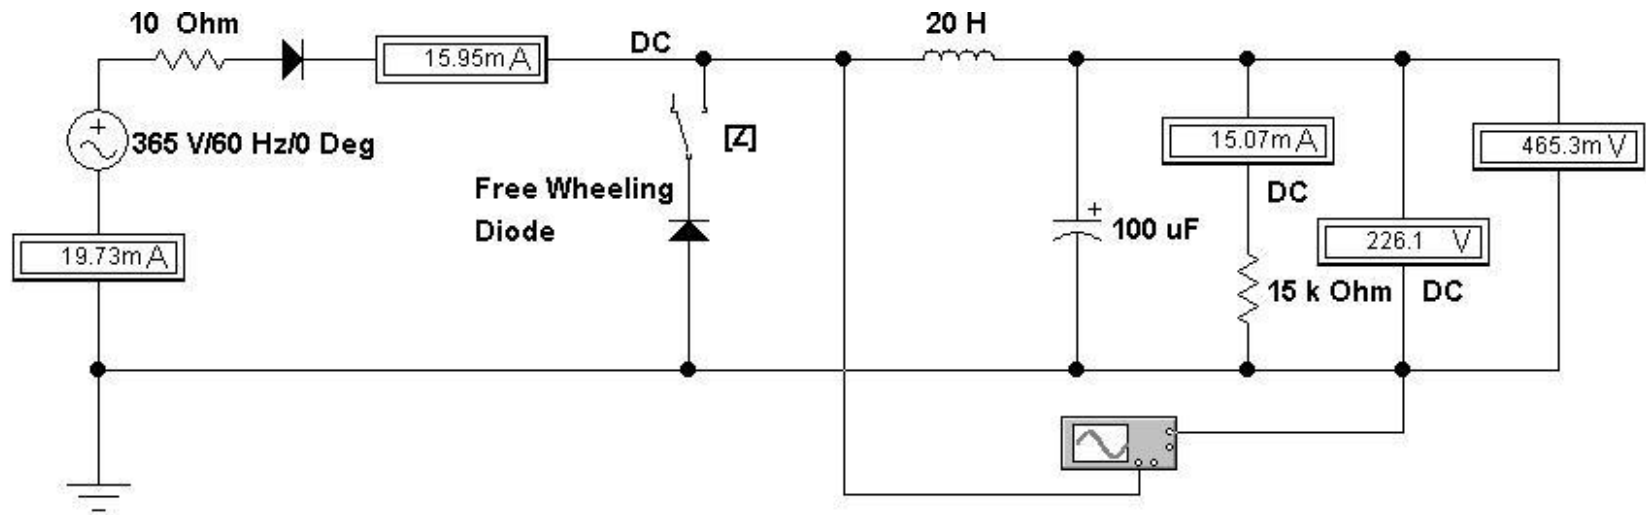 10 Ohm
20 H
DC
15.95m A
[Z]
365 V/60 Hz/0 Deg
15.07m A
465.3m V
Free Wheeling
Diode
DC
100 uF
226.1 V
19.73m A
15 k Ohm
DC
+
+